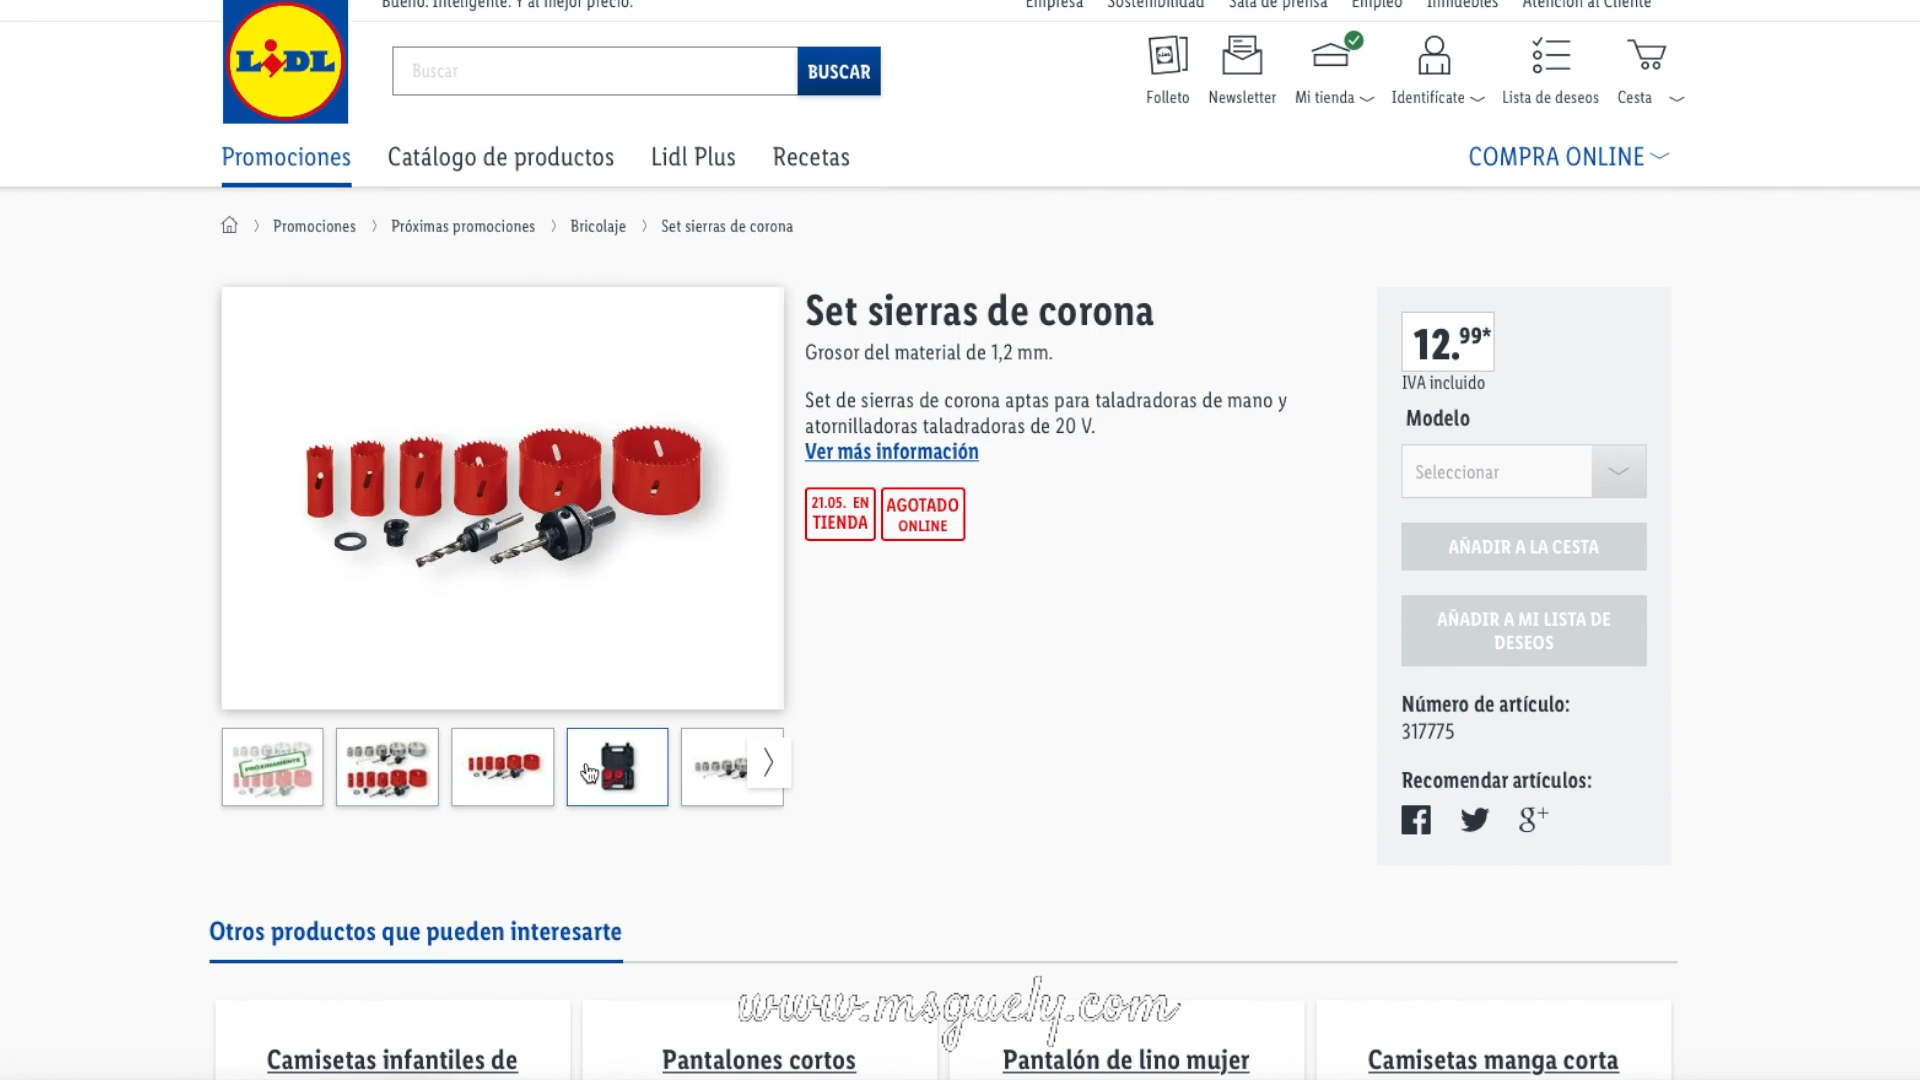 Bueno. Inteligente. Y al mejor precio.
Empresa Sostenibilidad Sala de prensa Empleo Inmuebles Atención al Cliente
LIDL
Buscar
BUSCAR
Folleto
Newsletter
Mi tienda
Identifícate
Lista de deseos
Cesta
Promociones
Catálogo de productos
Lidl Plus
Recetas
COMPRA ONLINE
Promociones
Próximas promociones
Bricolaje
Set sierras de corona
Set sierras de corona
Grosor del material de 1,2 mm.
Set de sierras de corona aptas para taladradoras de mano y
atornilladoras taladradoras de 20 V.
Ver más información
21.05. EN
TIENDA
AGOTADO
ONLINE
12.99*
IVA incluido
Modelo
Seleccionar
AÑADIR A LA CESTA
AÑADIR A MI LISTA DE
DESEOS
Número de artículo:
317775
Recomendar artículos:
g+
PRÓXIMAMENTE
Otros productos que pueden interesarte
www.msguely.com
Camisetas infantiles de
Pantalones cortos
Pantalón de lino mujer
Camisetas manga corta